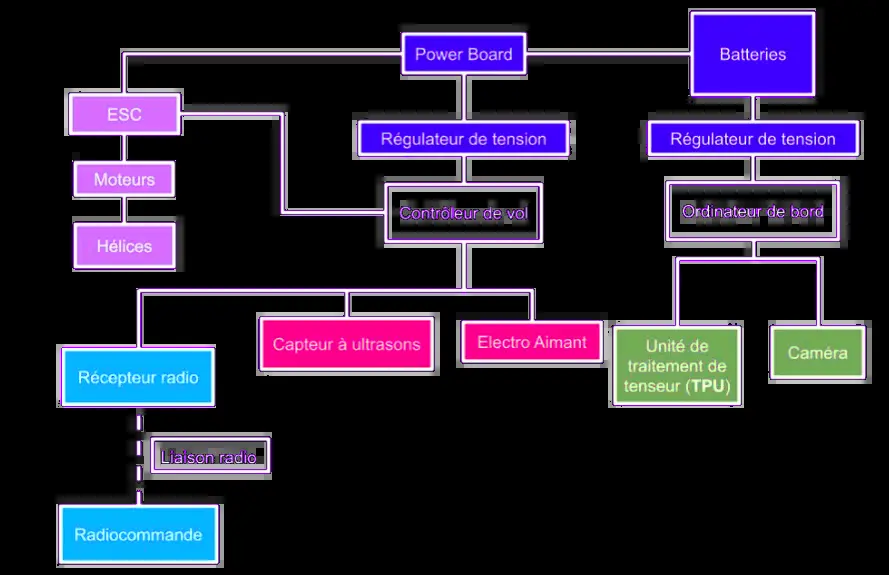 Power Board
Batteries
ESC
Régulateur de tension
Régulateur de tension
Moteurs
Contrôleur de vol
Ordinateur de bord
Hélices
Capteur à ultrasons
Electro Aimant
Unité de
traitement de
tenseur (TPU)
Caméra
Récepteur radio
Liaison radio
Radiocommande